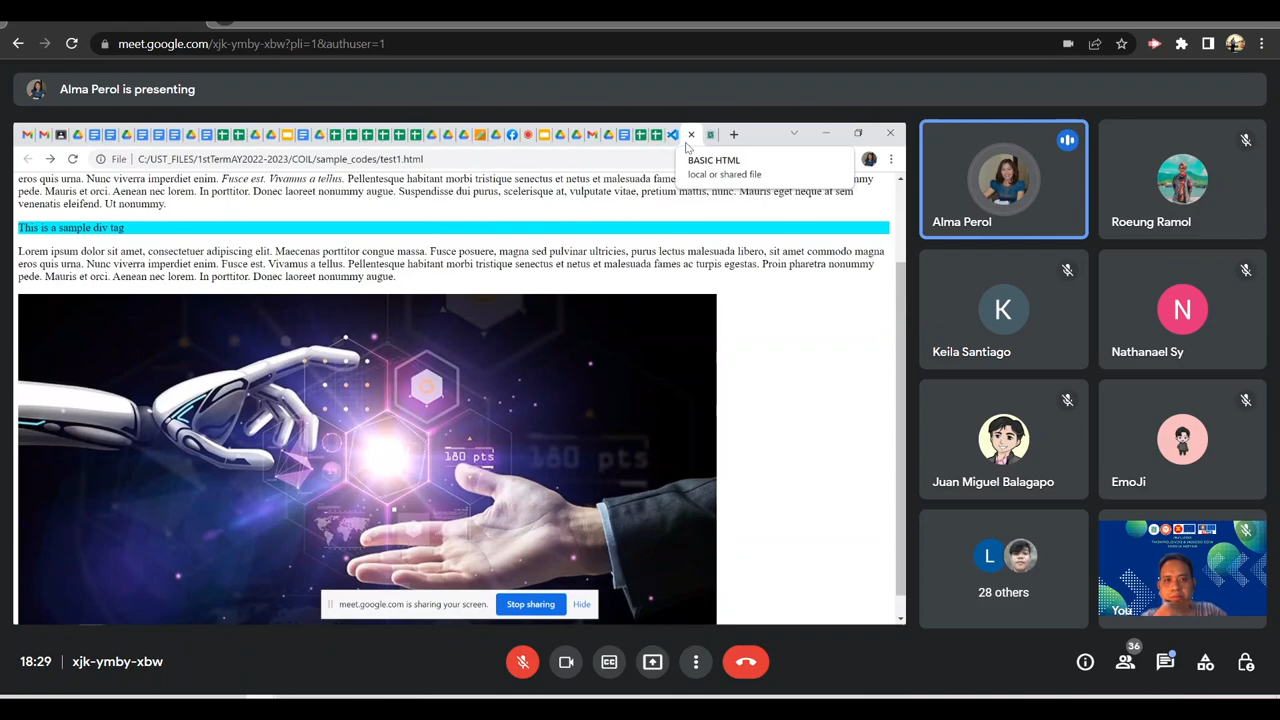 meet.google.com/xjk-ymby-xbw?pli=1&authuser=1
Alma Perol is presenting
File C:/UST_FILES/1stTermAY2022-2023/COIL/sample_codes/test1.html
BASIC HTML
local or shared file
eros quis urna. Nunc viverra imperdiet enim. Fusce est. Vivamus a tellus. Pellentesque habitant morbi tristique senectus et netus et malesuada fam
tellus. Mauris et orci. Aenean nec lorem. In porttitor. Donec laoreet nonummy augue. Suspendisse dui purus, scelerisque at, vulputate vitae, pretium mattis, nunc. Mauris eget neque at sem
venenatis eleifend. Ut nonummy.
This is a sample div tag
Lorem ipsum dolor sit amet, consectetuer adipiscing elit. Maecenas porttitor congue massa. Fusce posuere, magna sed pulvinar ultricies, purus lectus malesuada libero, sit amet commodo magna
eros quis urna. Nunc viverra imperdiet enim. Fusce est. Vivamus a tellus. Pellentesque habitant morbi tristique senectus et netus et malesuada fames ac turpis egestas. Proin pharetra nonummy
pede. Mauris et orci. Aenean nec lorem. In porttitor. Donec laoreet nonummy augue.
180 pts
180 pts
meet.google.com is sharing your screen.
Stop sharing
Hide
Alma Perol
Roeung Ramol
K
Keila Santiago
N
Nathanael Sy
Juan Miguel Balagapo
EmoJi
L
28 others
You
18:29
xjk-ymby-xbw
36